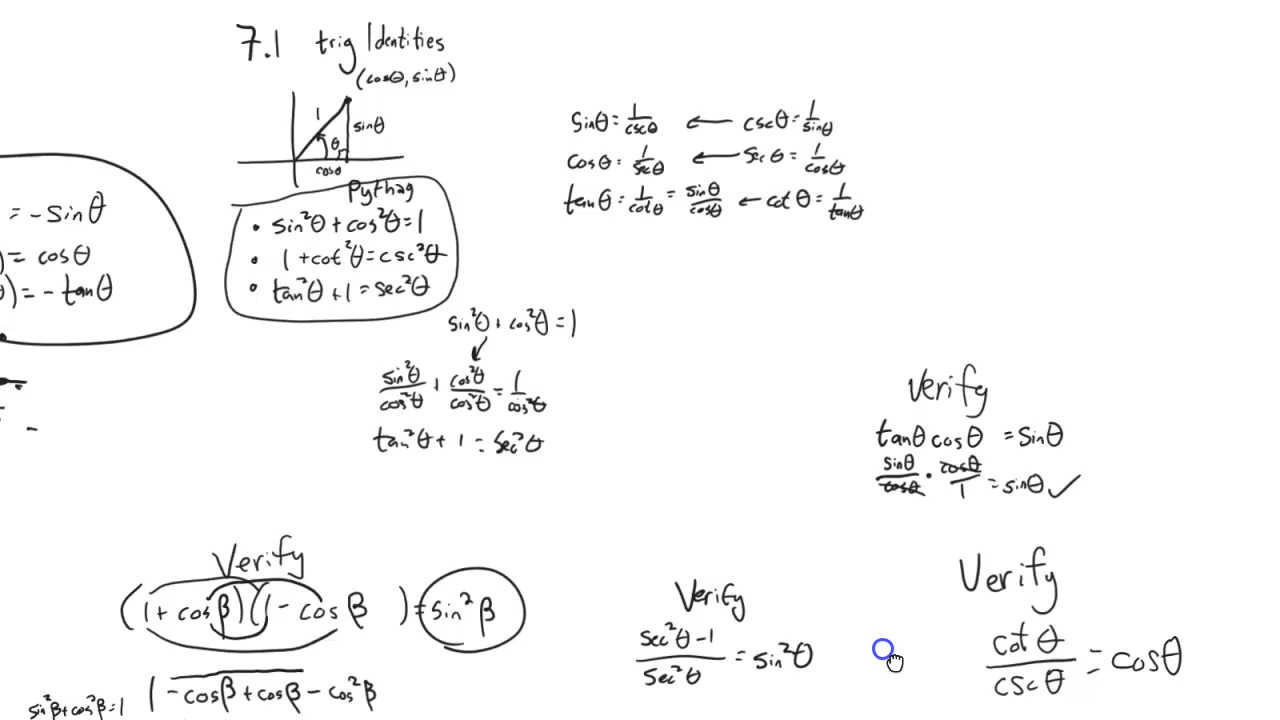 7.1 trig Identities
(cosθ, sinθ)
1
sinθ
θ
cosθ
sinθ = 1/cscθ ← cscθ = 1/sinθ
cosθ = 1/secθ ← secθ = 1/cosθ
tanθ = 1/cotθ = sinθ/cosθ ← cotθ = 1/tanθ
= -sinθ
) = cosθ
) = -tanθ
Pythag
• sin²θ + cos²θ = 1
• 1 + cot²θ = csc²θ
• tan²θ + 1 = sec²θ
sin²θ + cos²θ = 1
sin²θ/cos²θ + cos²θ/cos²θ = 1/cos²θ
tan²θ + 1 = sec²θ
Verify
tanθ cosθ = sinθ
sinθ/cosθ · cosθ/1 = sinθ ✓
Verify
(1 + cosβ)(1 - cosβ) = sin²β
1 - cosβ + cosβ - cos²β
sin²β + cos²β = 1
Verify
sec²θ - 1/sec²θ = sin²θ
Verify
cotθ/cscθ = cosθ